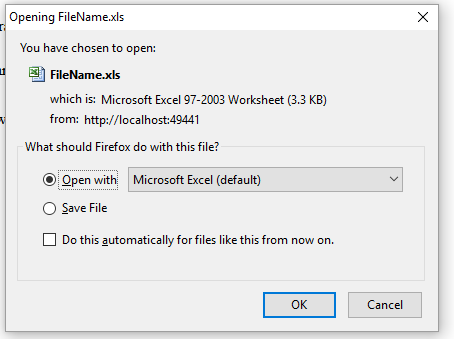 Opening FileName.xls
You have chosen to open:
FileName.xls
which is: Microsoft Excel 97-2003 Worksheet (3.3 KB)
from: http://localhost:49441
What should Firefox do with this file?
Open with Microsoft Excel (default)
Save File
Do this automatically for files like this from now on.
OK Cancel